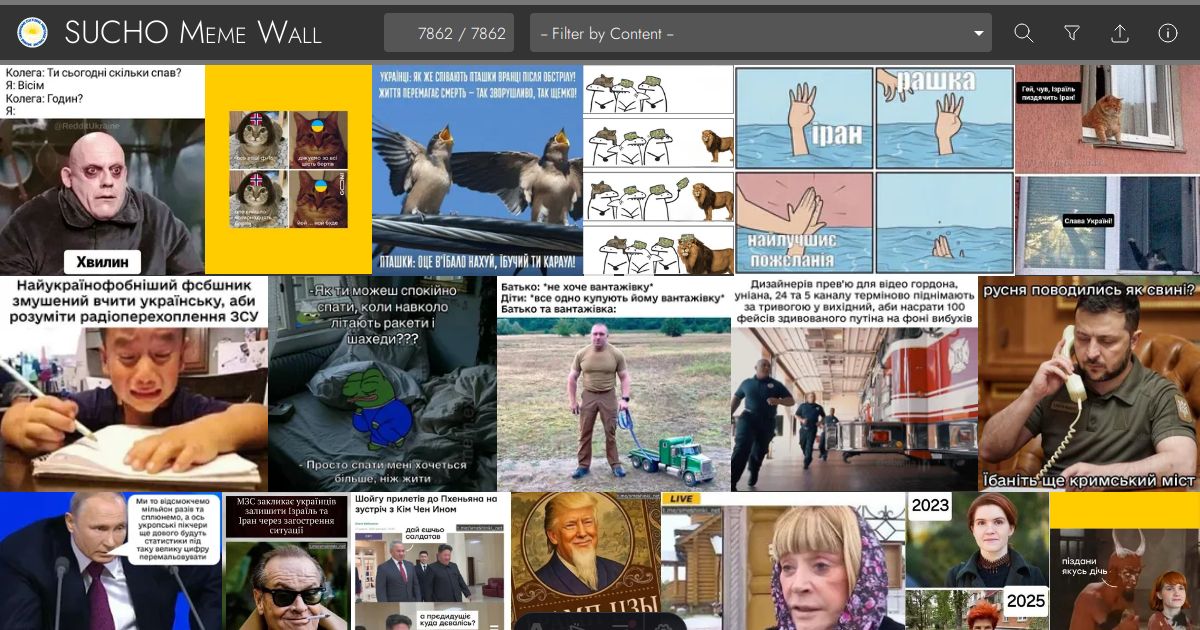 SUCHO Meme Wall
7862 / 7862
-- Filter by Content --
Колега: Ти сьогодні скільки спав?
Я: Вісім
Колега: Годин?
Я:
@RedditUkraine
Хвилин
УКРАЇНЦІ: ЯК ЖЕ СПІВАЮТЬ ПТАШКИ ВРАНЦІ ПІСЛЯ ОБСТРІЛУ!
ЖИТТЯ ПЕРЕМАГАЄ СМЕРТЬ – ТАК ЗВОРУШЛИВО, ТАК ЩЕМКО!
ПТАШКИ: ОЦЕ В'ЇБАЛО НАХУЙ, ЇБУЧИЙ ТИ КАРАУЛ!
іран
рашка
наилучшиє
пожєланія
Гей, чув, Ізраїль
пиздячить Іран!
Слава Україні!
Найукраїнофобніший фсбшник
змушений вчити українську, аби
розуміти радіоперехоплення ЗСУ
-Як ти можеш спокійно
спати, коли навколо
літають ракети і
шахеди???
- Просто спати мені хочеться
більше, ніж жити
Батько: *не хоче вантажівку*
Діти: *все одно купують йому вантажівку*
Батько та вантажівка:
Дизайнерів прев'ю для відео гордона,
уніана, 24 та 5 каналу терміново піднімають
за тривогою у вихідний, аби насрати 100
фейсів здивованого путіна на фоні вибухів
русня поводились як свині?
Їбаніть ще кримський міст
Ми то відсмокчемо
мільйон разів та
сплюнемо, а ось
укропські пікчери
ще дового будуть
статистики під
таку велику цифру
перемальовувати
МЗС закликає українців
залишити Ізраїль та
Іран через загострення
ситуації
Шойгу прилетів до Пхеньяна на
зустріч з Кім Чен Ином
дай єшчьо
солдатов
а прєдидущіє
куда дєвалісь?
LIVE
2023
2025
піздани
якусь дічь